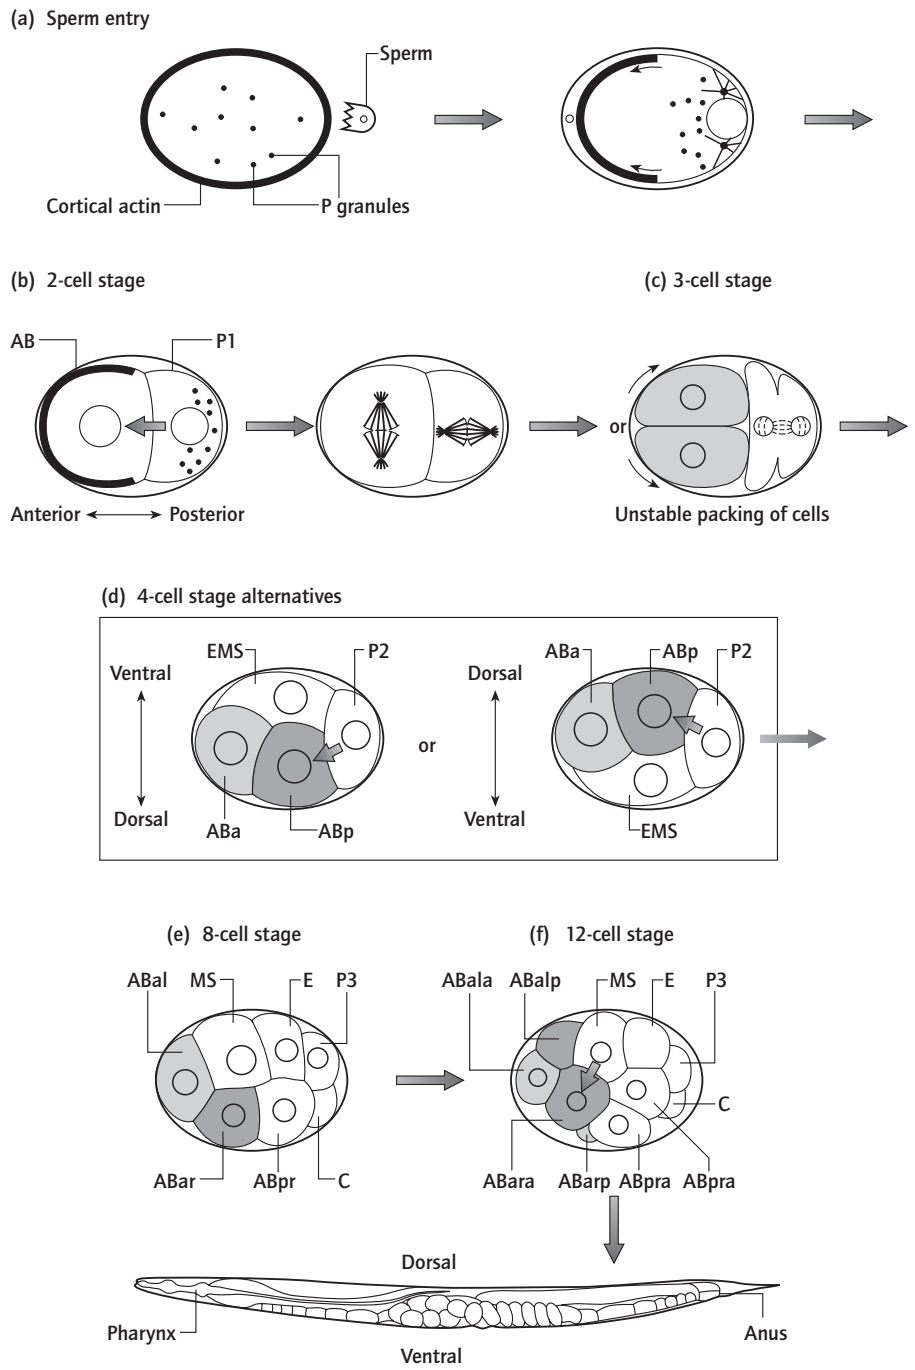 (a) Sperm entry
Sperm
Cortical actin
P granules
(b) 2-cell stage
(c) 3-cell stage
AB
P1
or
Anterior
Posterior
Unstable packing of cells
(d) 4-cell stage alternatives
EMS
P2
ABa
ABp
P2
Ventral
Dorsal
or
Dorsal
Ventral
ABa
ABp
EMS
(e) 8-cell stage
(f) 12-cell stage
ABal
MS
E
P3
ABala
ABalp
MS
E
P3
C
ABar
ABpr
C
ABara
ABarp
ABpra
ABpra
Dorsal
Pharynx
Anus
Ventral